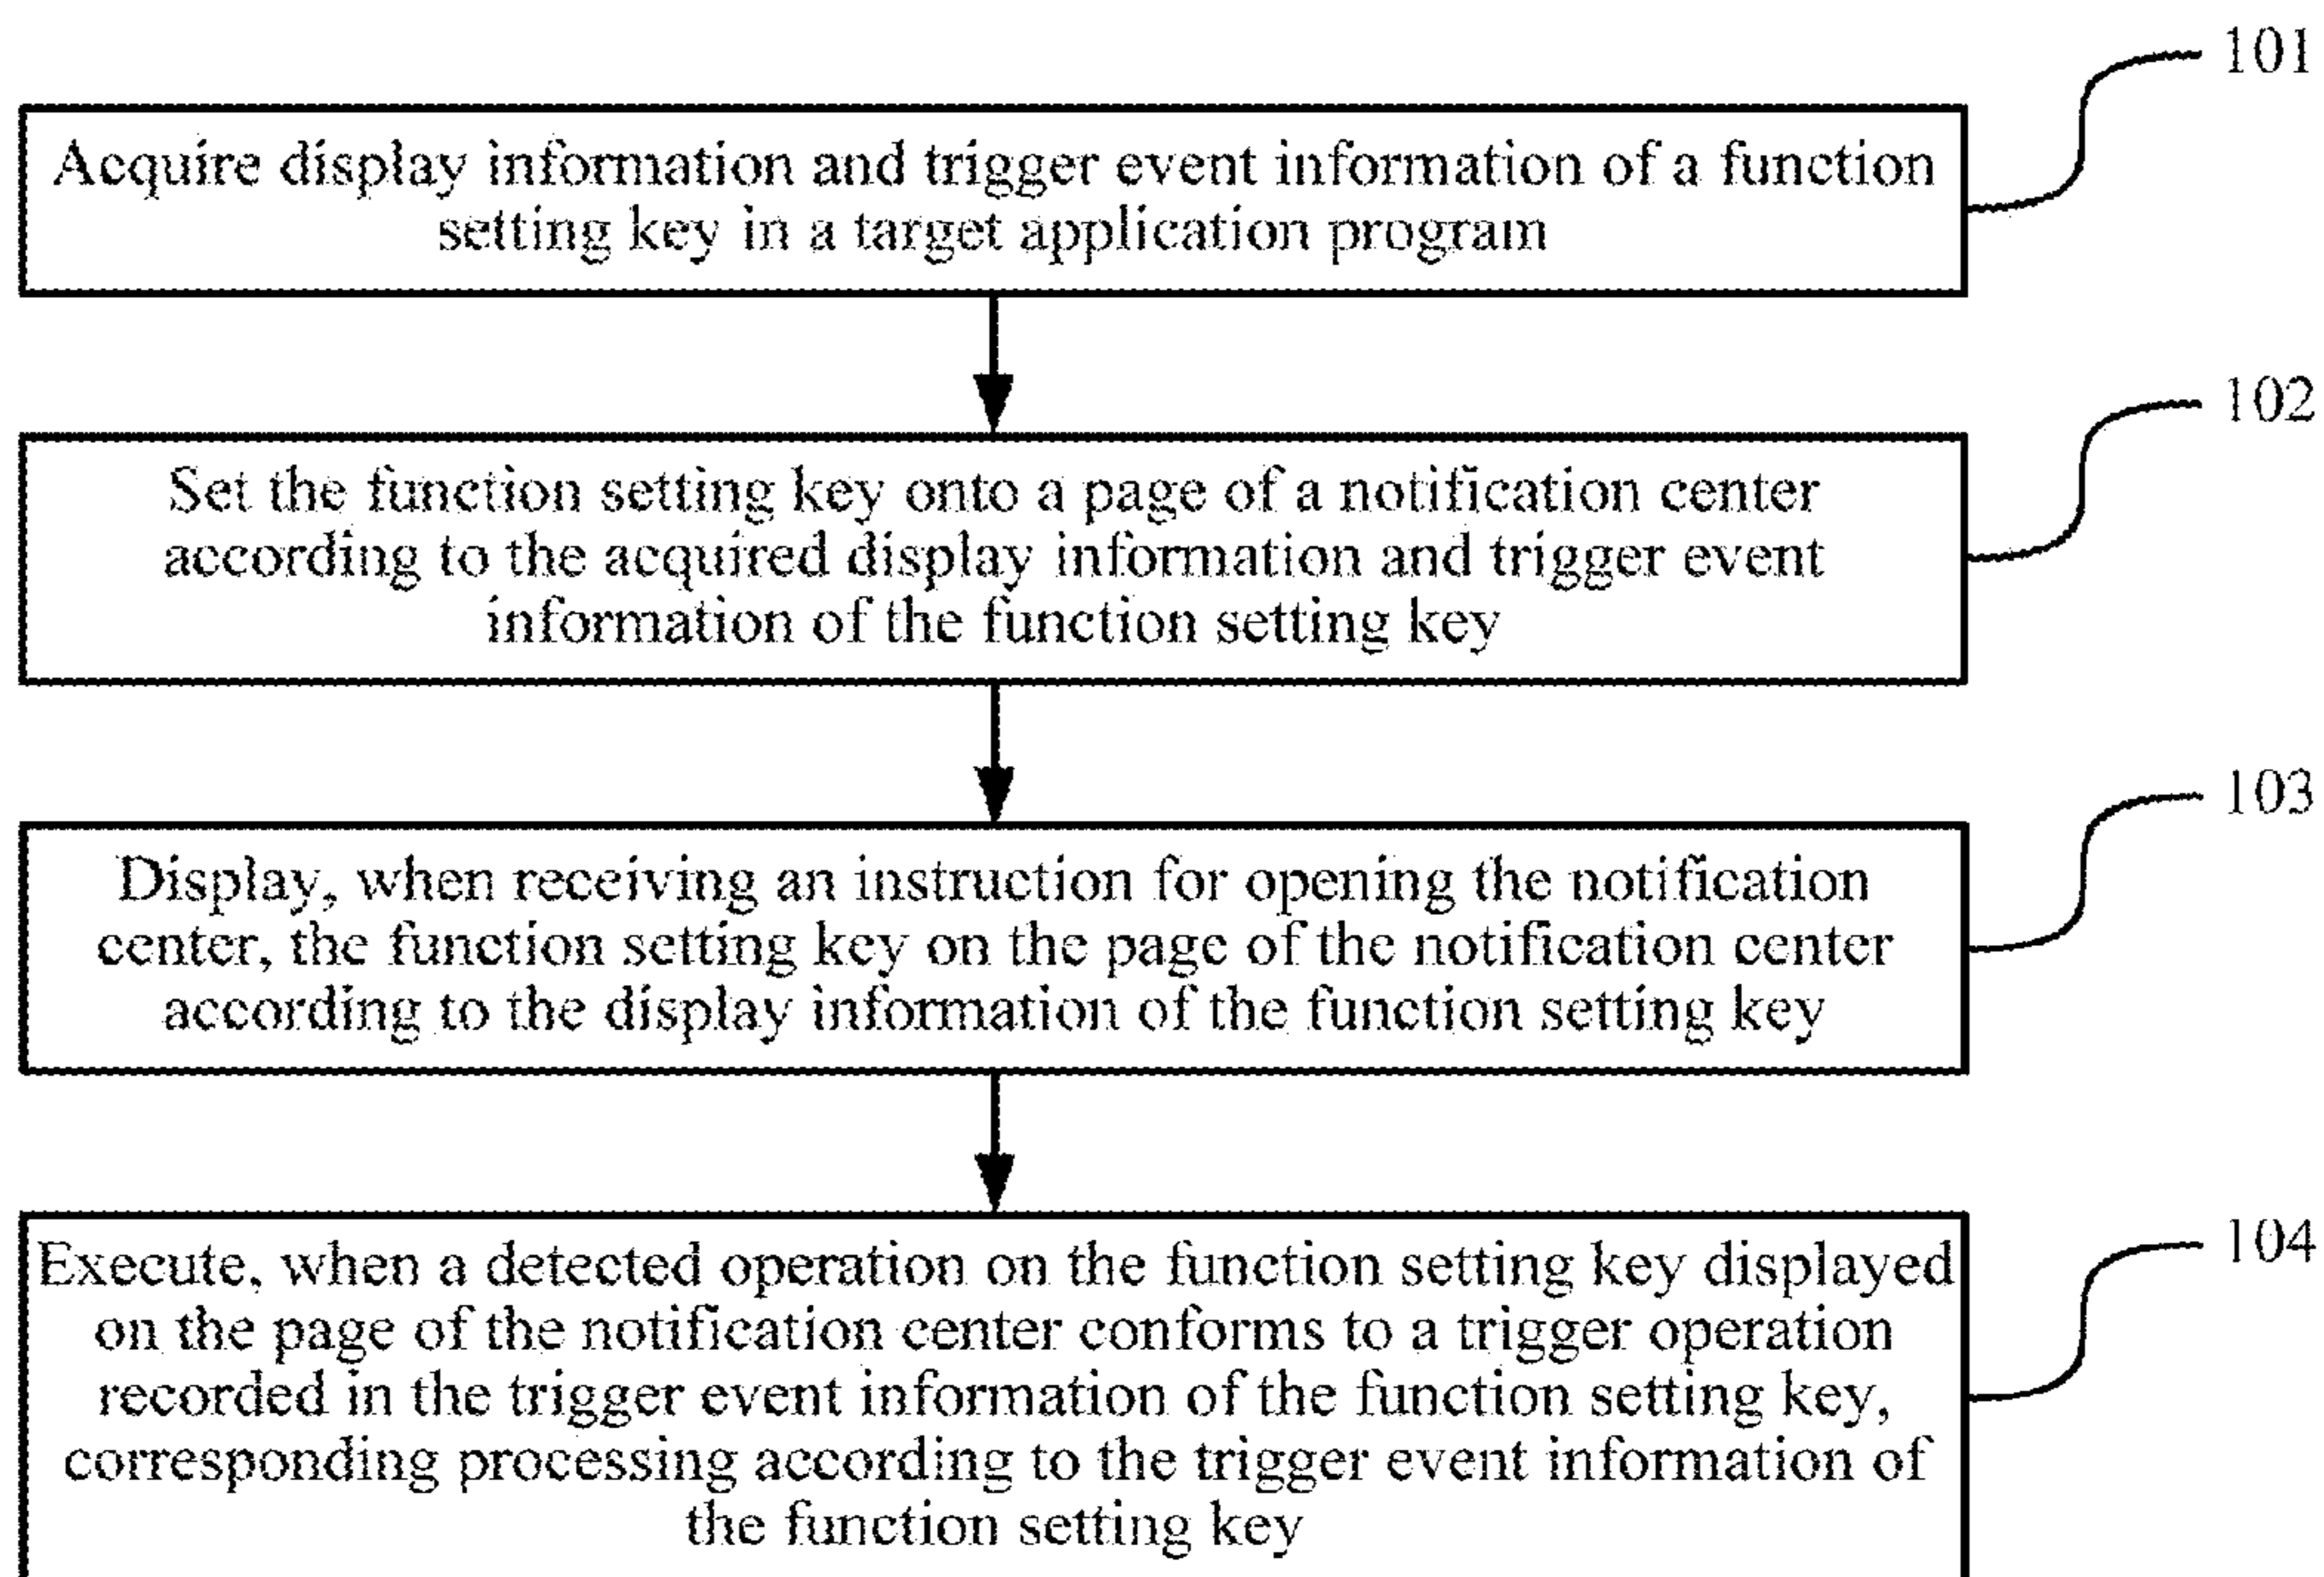 101
Acquire display information and trigger event information of a function
setting key in a target application program
102
Set the function setting key onto a page of a notification center
according to the acquired display information and trigger event
information of the function setting key
103
Display, when receiving an instruction for opening the notification
center, the function setting key on the page of the notification center
according to the display information of the function setting key
104
Execute, when a detected operation on the function setting key displayed
on the page of the notification center conforms to a trigger operation
recorded in the trigger event information of the function setting key,
corresponding processing according to the trigger event information of
the function setting key